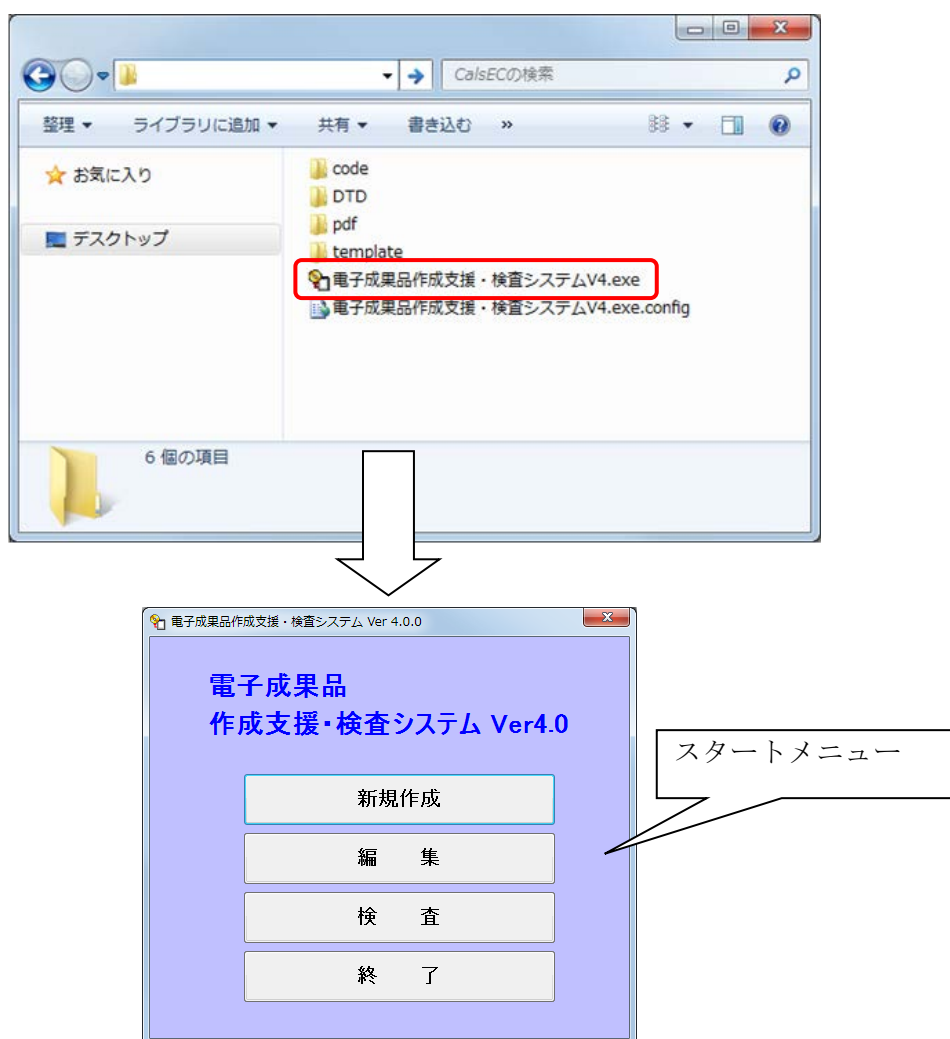 CalsECの検索
整理 ライブラリに追加 共有 書き込む »
お気に入り
デスクトップ
code
DTD
pdf
template
電子成果品作成支援・検査システムV4.exe
電子成果品作成支援・検査システムV4.exe.config
6 個の項目
電子成果品作成支援・検査システム Ver 4.0.0
電子成果品
作成支援・検査システム Ver4.0
スタートメニュー
新規作成
編　集
検　査
終　了